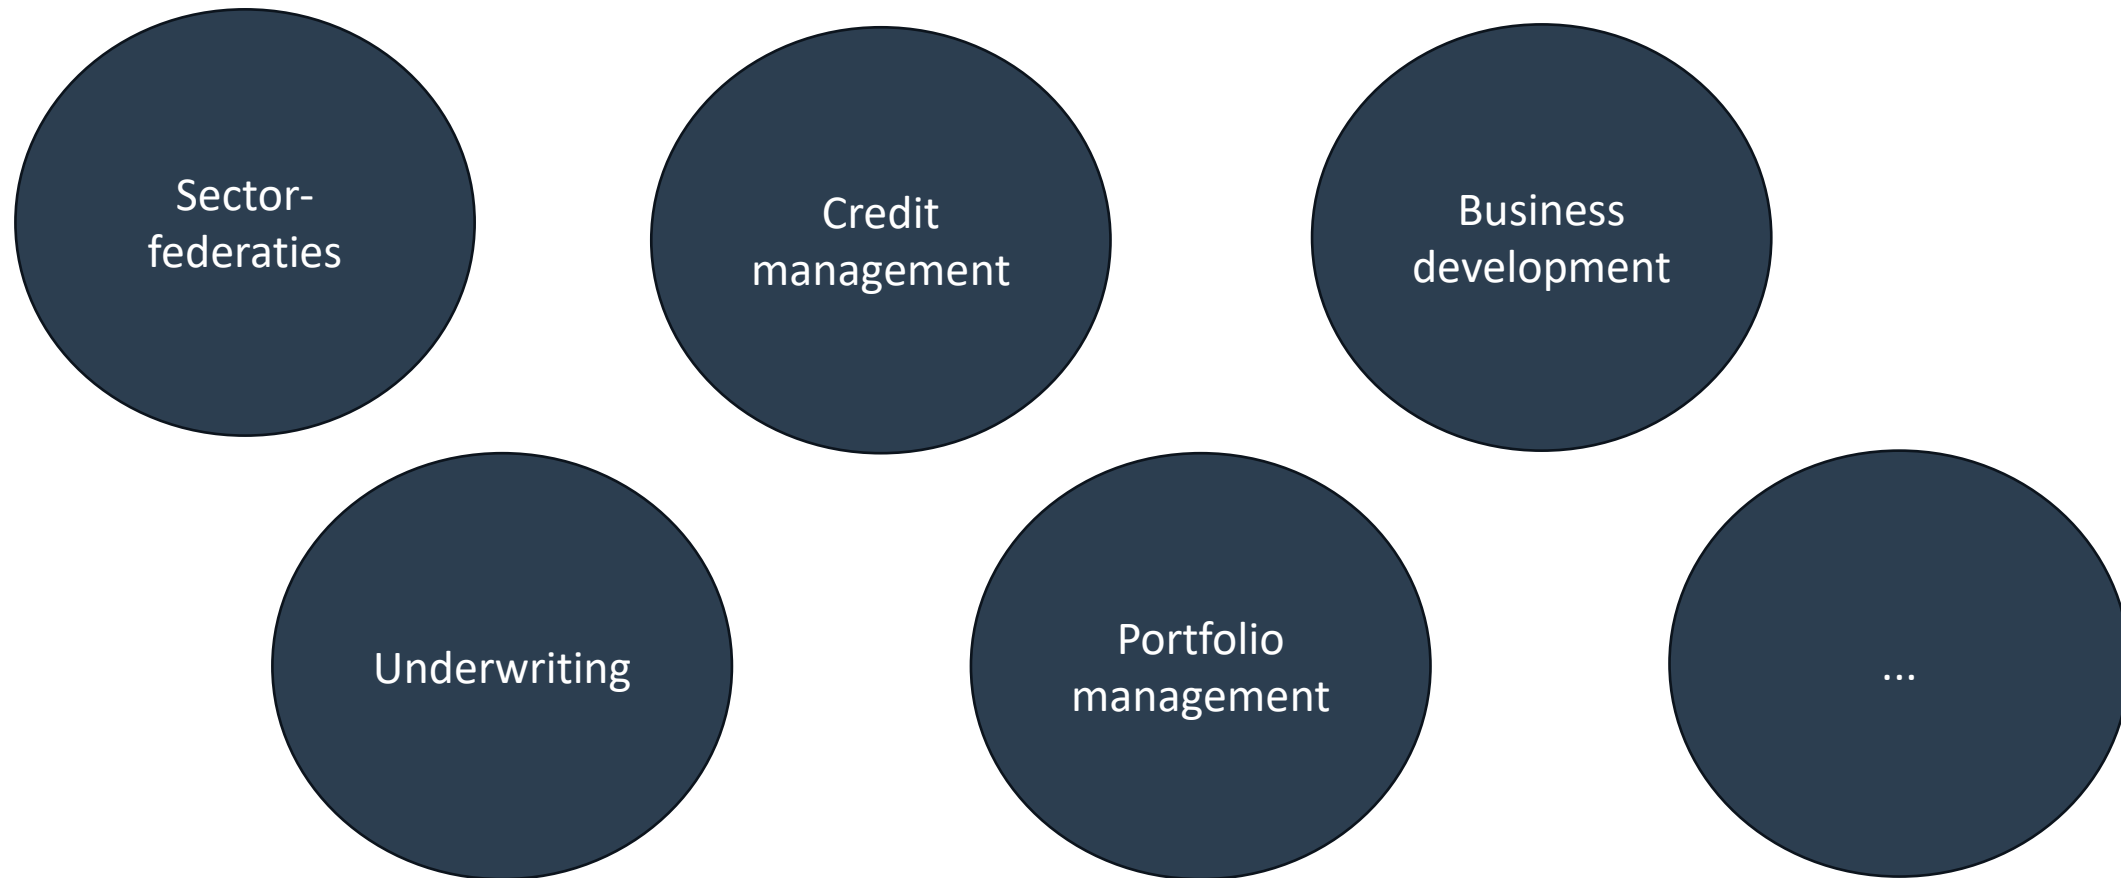 Sector-
federaties
Credit
management
Business
development
Underwriting
Portfolio
management
...